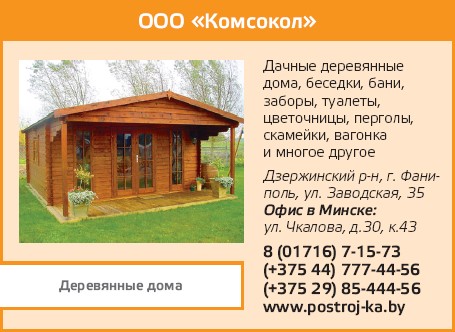 ООО «Комсокол»
Дачные деревянные
дома, беседки, бани,
заборы, туалеты,
цветочницы, перголы,
скамейки, вагонка
и многое другое
Дзержинский р-н, г. Фани-
поль, ул. Заводская, 35
Офис в Минске:
ул. Чкалова, д.30, к.43
8 (01716) 7-15-73
(+375 44) 777-44-56
(+375 29) 85-444-56
www.postroj-ka.by
Деревянные дома